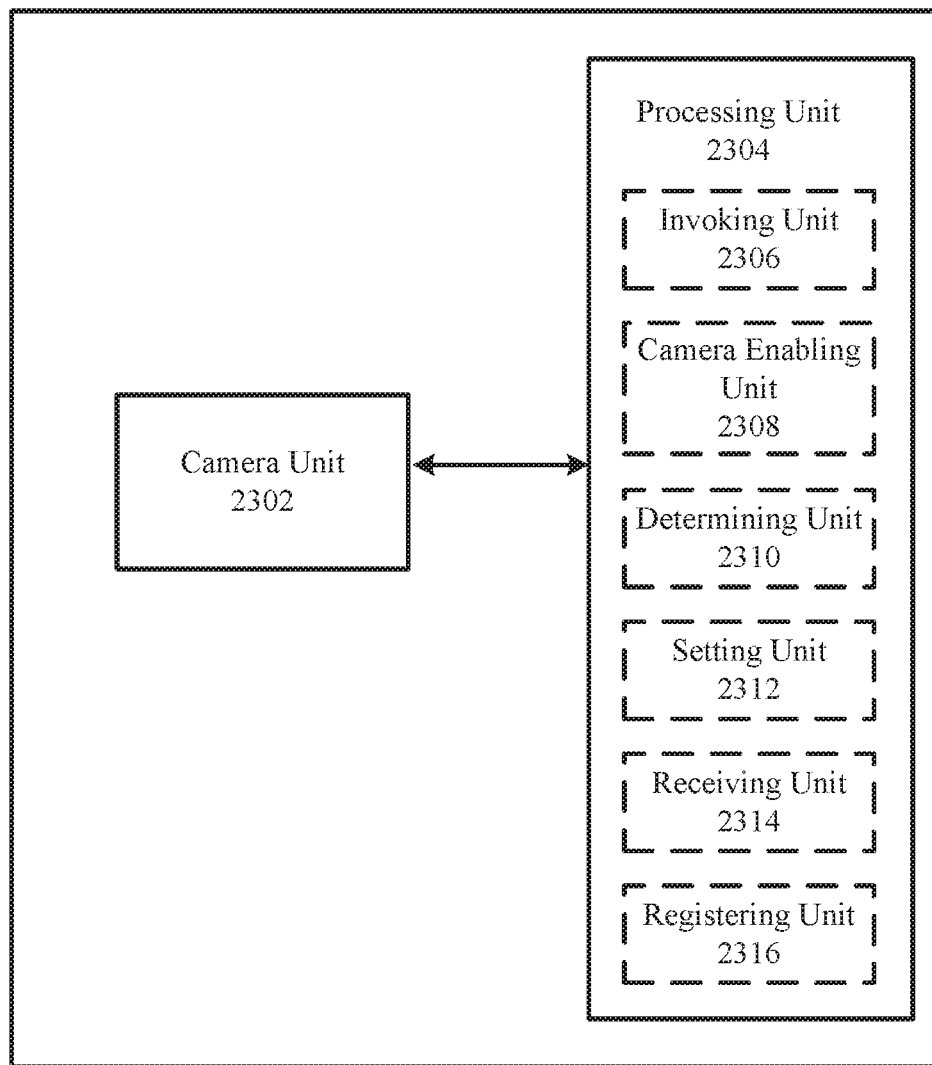 Processing Unit
2304
Invoking Unit
2306
Camera Enabling
Unit
2308
Camera Unit
2302
Determining Unit
2310
Setting Unit
2312
Receiving Unit
2314
Registering Unit
2316